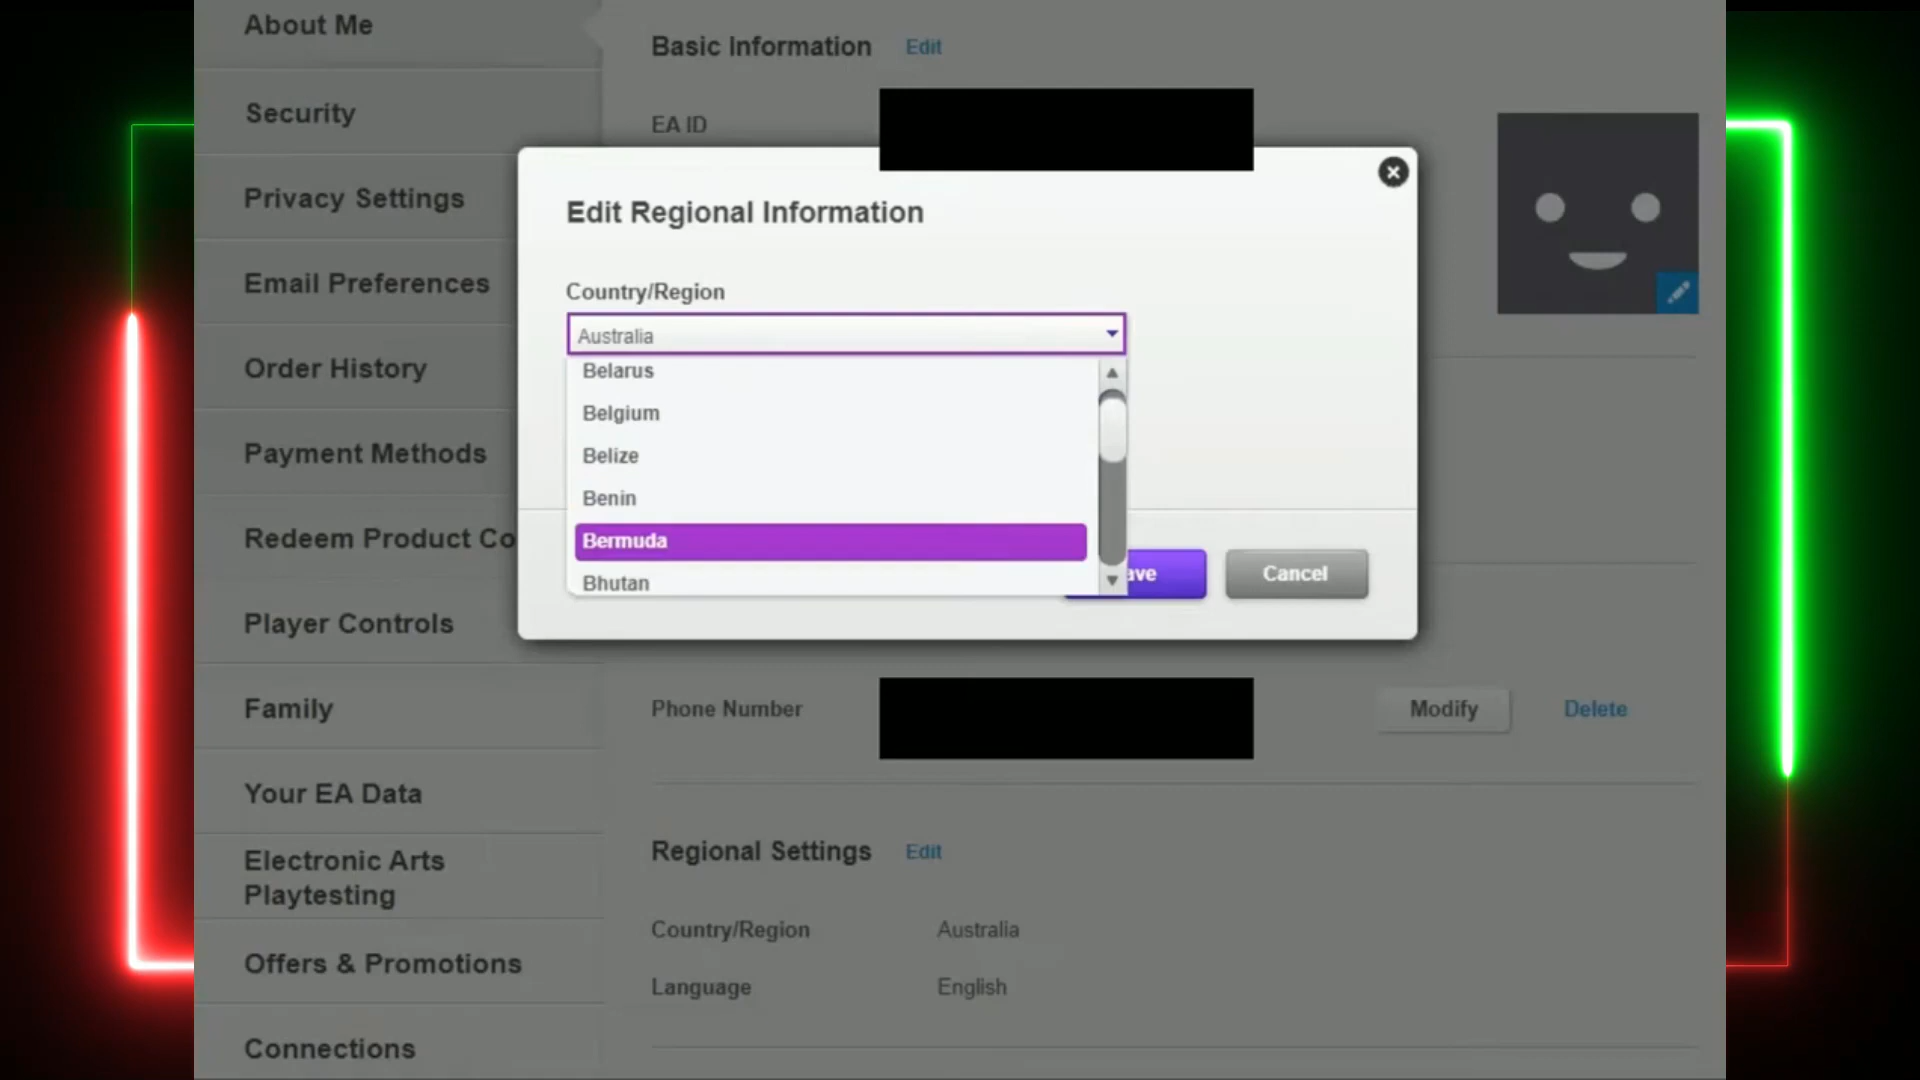 About Me
Security
Privacy Settings
Email Preferences
Order History
Payment Methods
Redeem Product Co
Player Controls
Family
Your EA Data
Electronic Arts
Playtesting
Offers & Promotions
Connections
Basic Information Edit
EA ID
Edit Regional Information
Country/Region
Australia
Belarus
Belgium
Belize
Benin
Bermuda
Bhutan
ave Cancel
Phone Number Modify Delete
Regional Settings Edit
Country/Region Australia
Language English